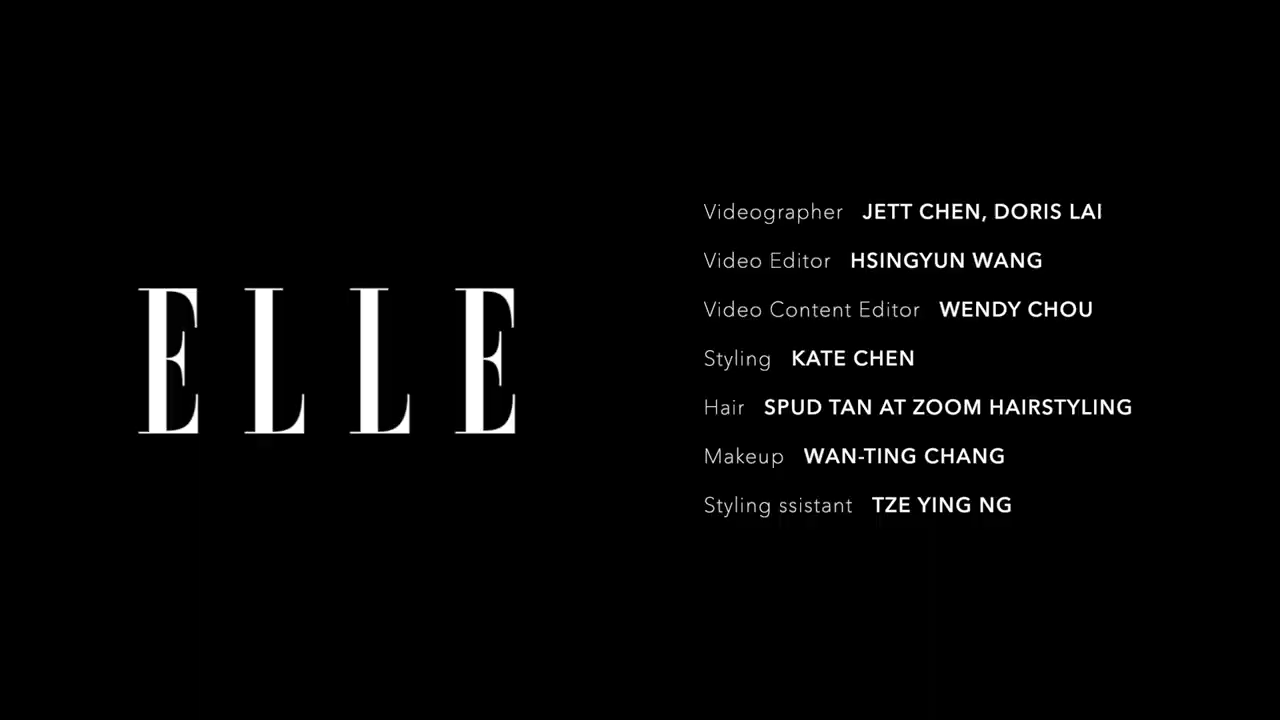 ELLE
Videographer JETT CHEN, DORIS LAI
Video Editor HSINGYUN WANG
Video Content Editor WENDY CHOU
Styling KATE CHEN
Hair SPUD TAN AT ZOOM HAIRSTYLING
Makeup WAN-TING CHANG
Styling ssistant TZE YING NG